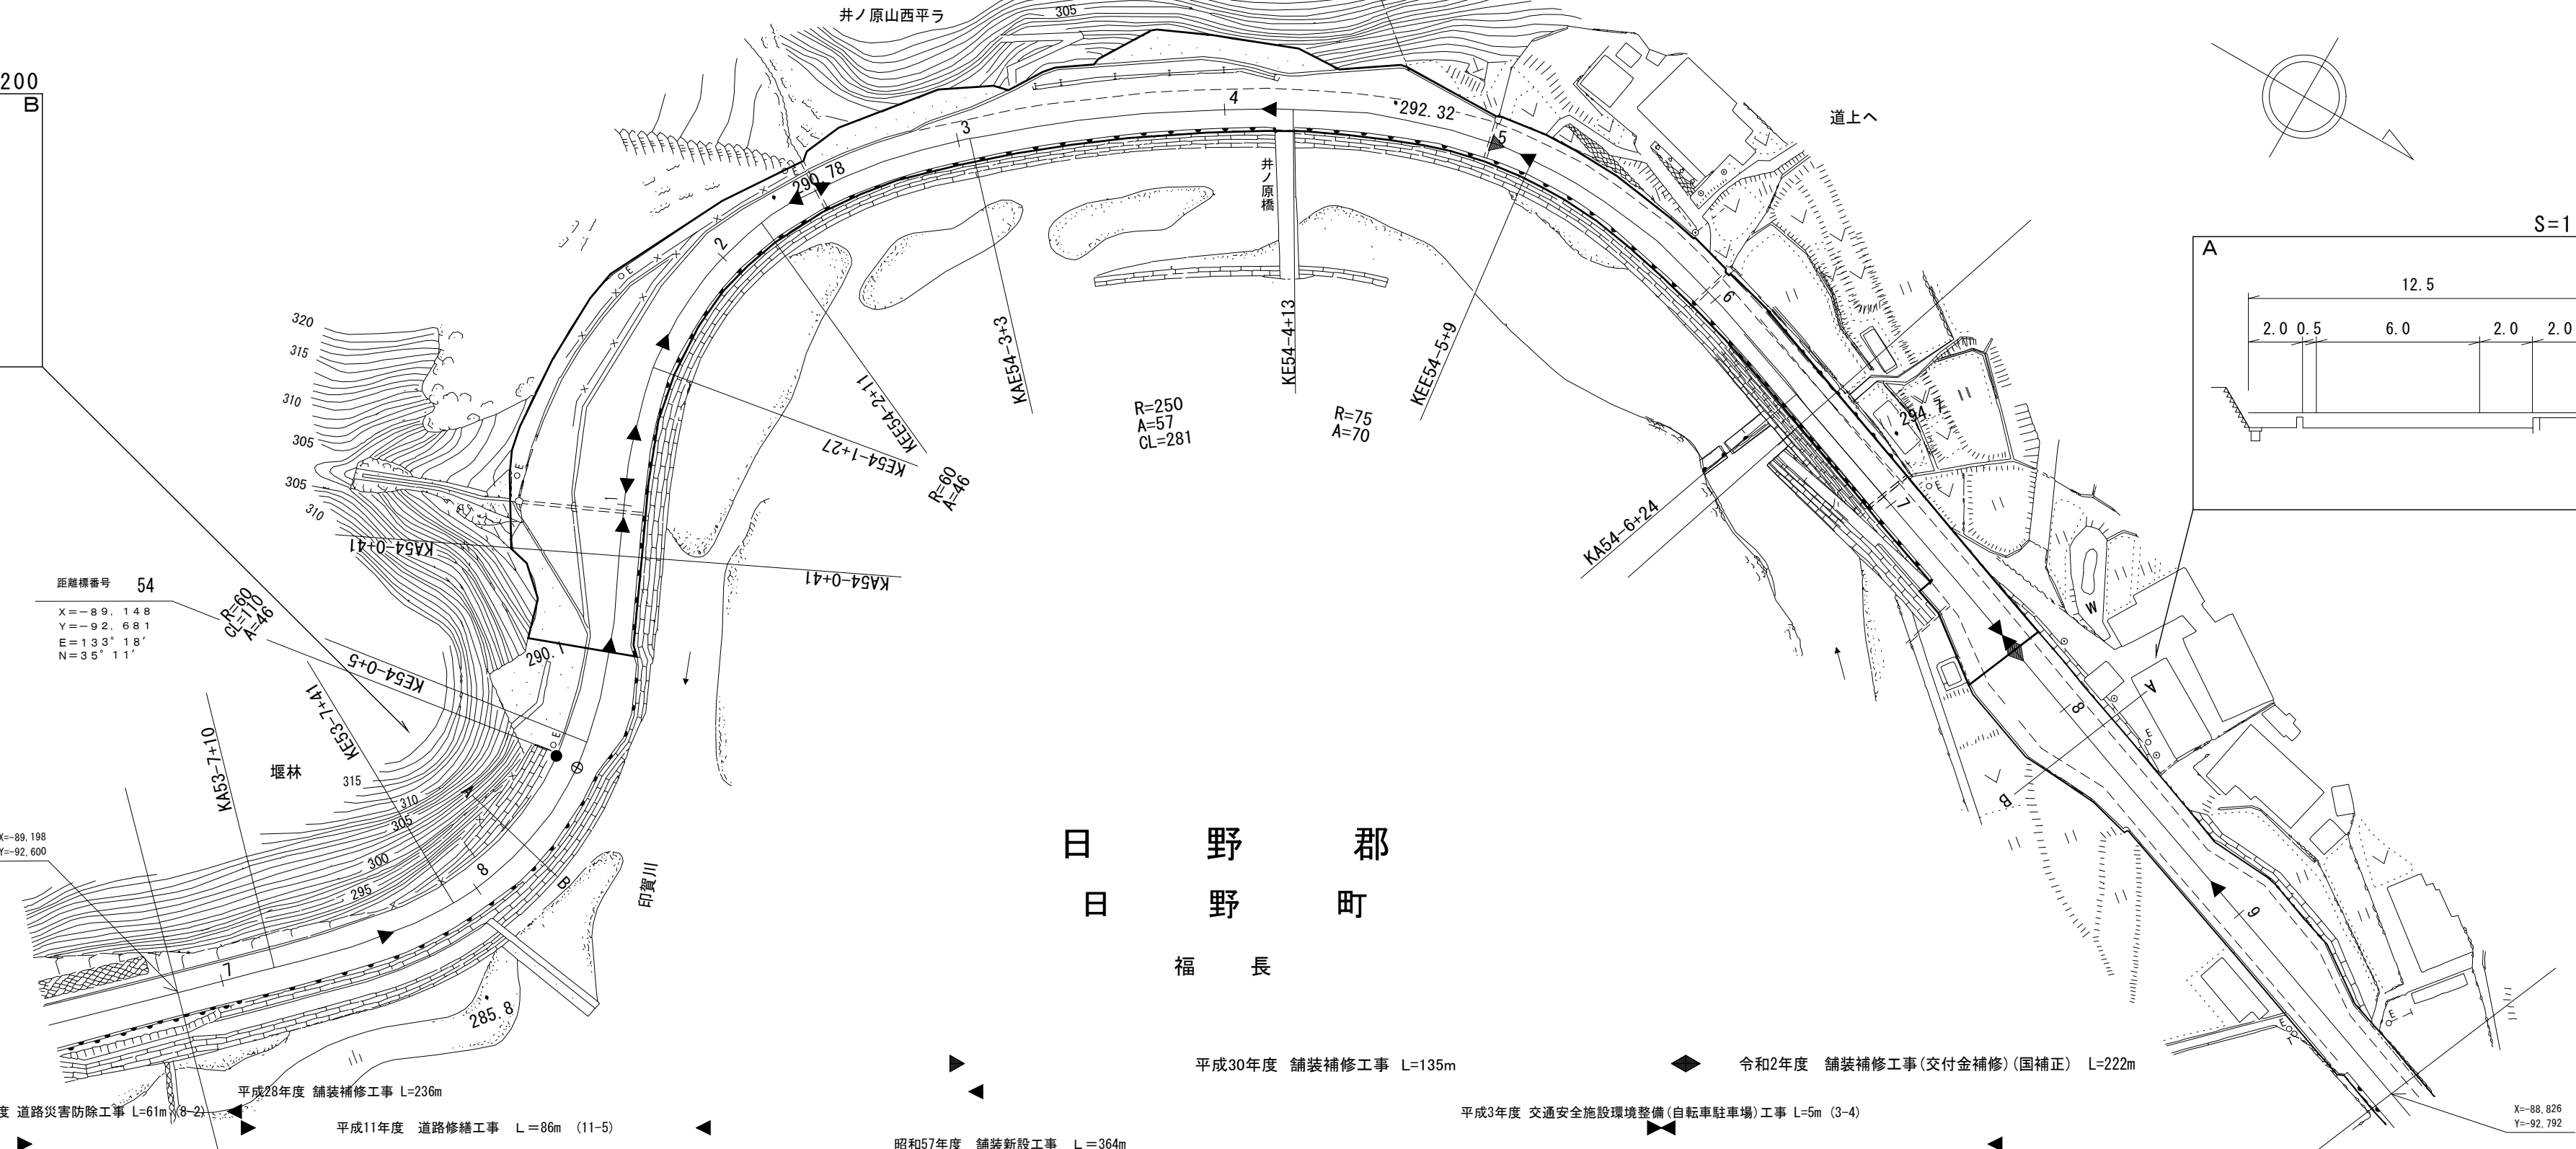 井ノ原山西平ラ
305
200
B
4
292.32
道上へ
3
5
290.78
井ノ原橋
2
6
S=1
A
12.5
2.0 0.5 6.0 2.0 2.0
320
315
310
305
305
310
KAE54-3+3
KE54-4+13
KEE54-5+9
R=250
A=57
CL=281
R=75
A=70
KEE54-2+11
KE54-1+27
R=60
A=46
294.7
E
E
1
7
E
KA54-6+24
KA54-0+41
KA54-0+41
距離標番号 54
X=-89.148
Y=-92.681
E=133°18′
N=35°11′
R=60
CL=110
A=46
W
290.1
KE54-0+5
KE53-7+41
KA53-7+10
堰林
E
315
310
305
300
295
A
B
8
A
B
8
E
X=-89,198
Y=-92,600
印賀川
日野郡
日野町
福長
7
9
285.8
E
E
平成30年度 舗装補修工事 L=135m
令和2年度 舗装補修工事(交付金補修)(国補正) L=222m
平成28年度 舗装補修工事 L=236m
度 道路災害防除工事 L=61m (8-2)
平成3年度 交通安全施設環境整備(自転車駐車場)工事 L=5m (3-4)
平成11年度 道路修繕工事 L=86m (11-5)
昭和57年度 舗装新設工事 L=364m
X=-88,826
Y=-92,792